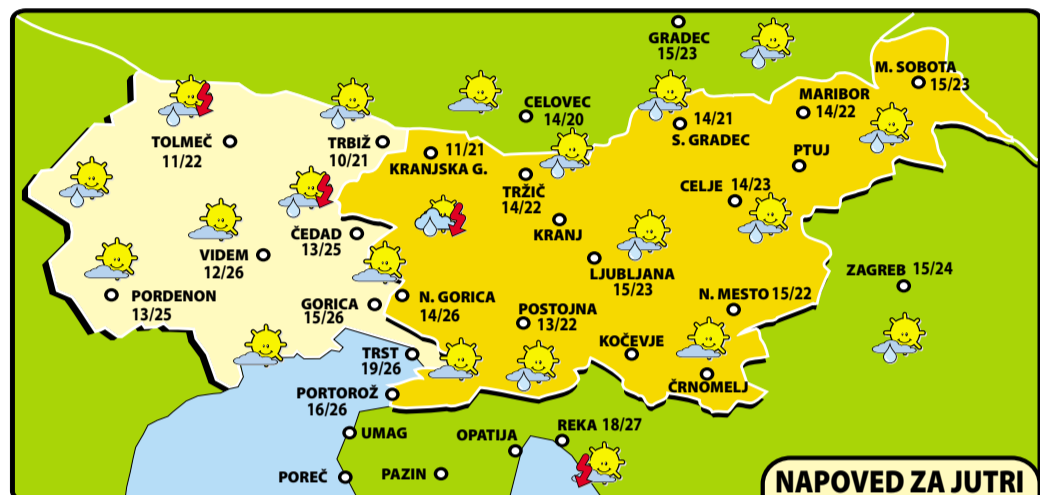 GRADEC
15/23
M. SOBOTA
15/23
MARIBOR
14/22
CELOVEC
14/20
14/21
S. GRADEC
TOLMEČ
11/22
TRBIŽ
10/21
11/21
KRANJSKA G.
PTUJ
TRŽIČ
14/22
CELJE 14/23
KRANJ
ČEDAD
13/25
VIDEM
12/26
LJUBLJANA
15/23
ZAGREB 15/24
PORDENON
13/25
GORICA
15/26
N. GORICA
14/26
N. MESTO 15/22
POSTOJNA
13/22
KOČEVJE
TRST
19/26
ČRNOMELJ
PORTOROŽ
16/26
REKA 18/27
UMAG
OPATIJA
POREČ
PAZIN
NAPOVED ZA JUTRI